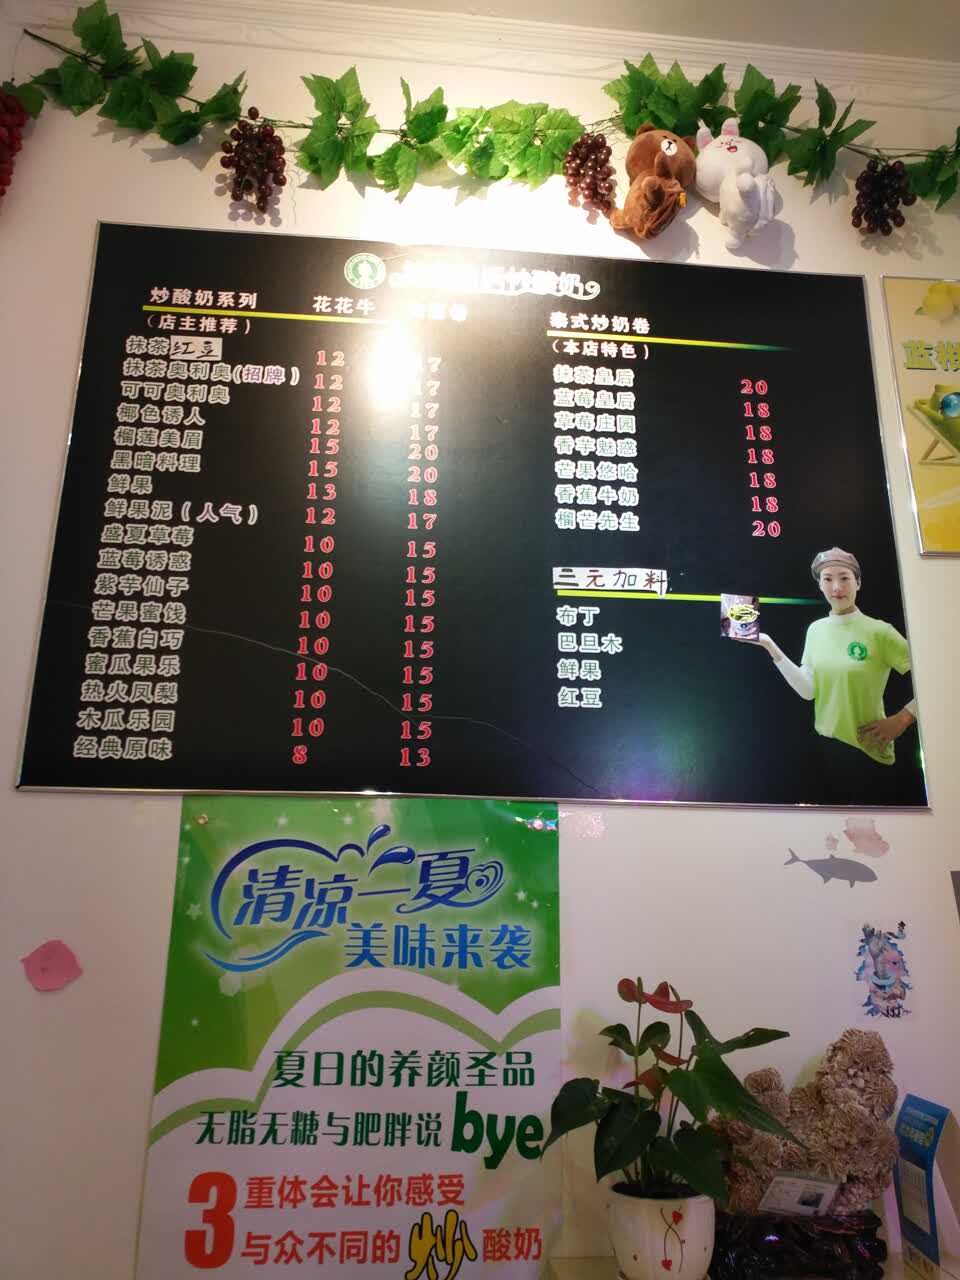 炒酸奶
炒酸奶系列 花花牛
(店主推荐)
抹茶红豆 12 17
抹茶奥利奥(招牌) 12 17
可可奥利奥 12 17
椰色诱人 12 17
榴莲美眉 15 20
黑暗料理 15 20
鲜果 13 18
鲜果泥(人气) 12 17
盛夏草莓 10 15
蓝莓诱惑 10 15
紫芋仙子 10 15
芒果蜜饯 10 15
香蕉白巧 10 15
蜜瓜果乐 10 15
热火凤梨 10 15
木瓜乐园 10 15
经典原味 8 13
泰式炒奶卷
(本店特色)
抹茶皇后 20
蓝莓皇后 18
草莓庄园 18
香芋魅惑 18
芒果悠哈 18
香蕉牛奶 18
榴芒先生 20
二元加料
布丁
巴旦木
鲜果
红豆
蓝柑
清凉一夏
美味来袭
夏日的养颜圣品
无脂无糖与肥胖说bye
3重体会让你感受
与众不同的炒酸奶